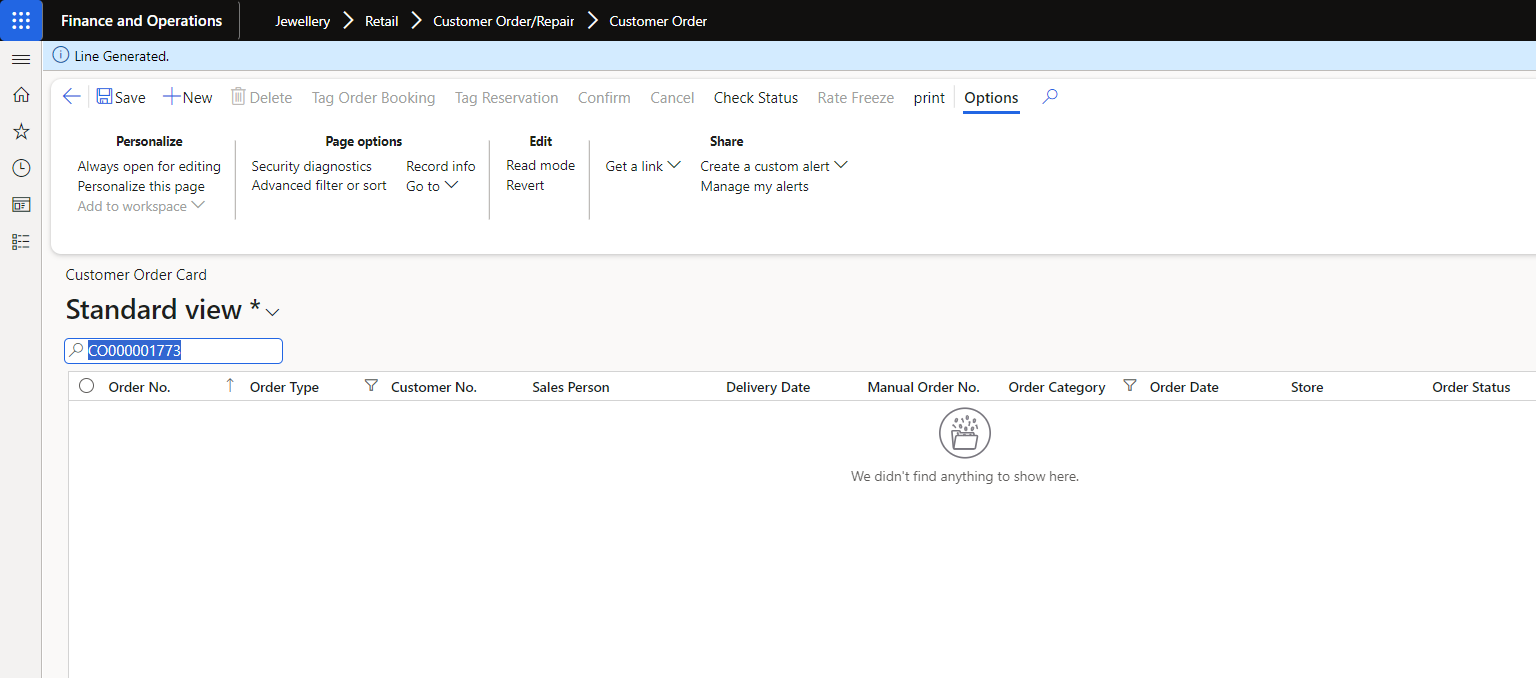 Finance and Operations
Jewellery Retail Customer Order/Repair Customer Order
Line Generated.
Save New Delete Tag Order Booking Tag Reservation Confirm Cancel Check Status Rate Freeze print Options
Personalize
Always open for editing
Personalize this page
Add to workspace
Page options
Security diagnostics
Advanced filter or sort
Record info
Go to
Edit
Read mode
Revert
Share
Get a link
Create a custom alert
Manage my alerts
Customer Order Card
Standard view *
CO000001773
Order No. Order Type Customer No. Sales Person Delivery Date Manual Order No. Order Category Order Date Store Order Status
We didn't find anything to show here.